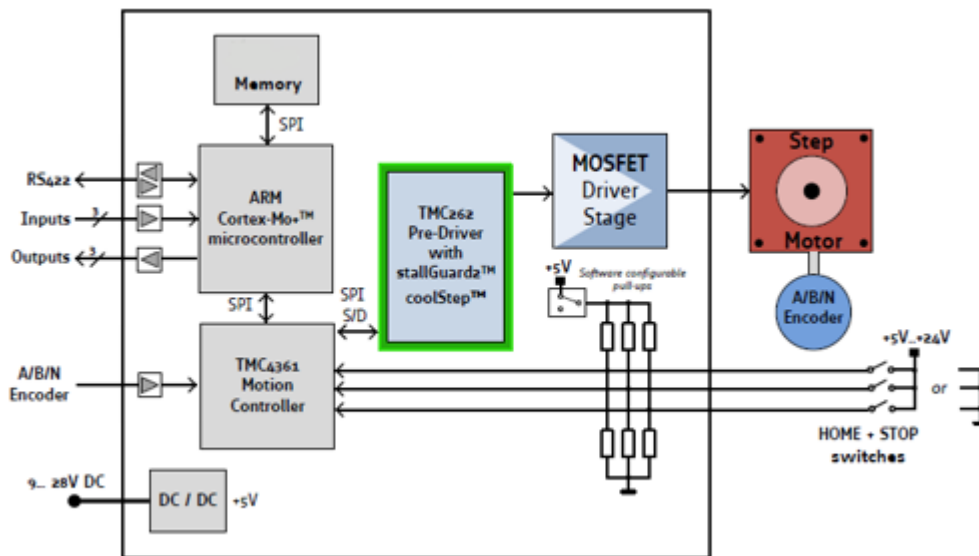 Memory
SPI
RS422
Inputs
3
Outputs
3
ARM
Cortex-M0+™
microcontroller
TMC262
Pre-Driver
with
stallGuard2™
coolStep™
MOSFET
Driver
Stage
Step
Motor
A/B/N
Encoder
+5V
Software configurable
pull-ups
SPI
SPI
S/D
TMC4361
Motion
Controller
A/B/N
Encoder
+5V...+24V
or
HOME + STOP
switches
9... 28V DC
DC / DC
+5V